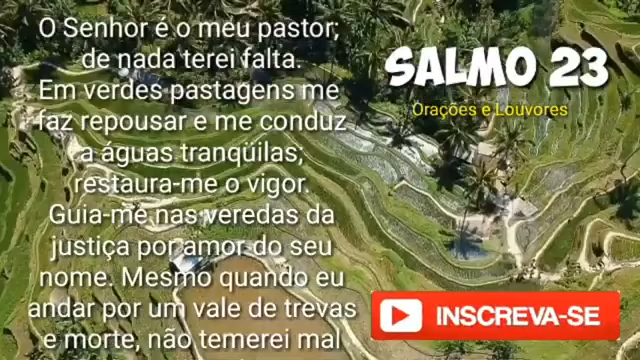 O Senhor é o meu pastor;
de nada terei falta.
Em verdes pastagens me
faz repousar e me conduz
a águas tranqüilas;
restaura-me o vigor.
Guia-me nas veredas da
justiça por amor do seu
nome. Mesmo quando eu
andar por um vale de trevas
e morte, não temerei mal
SALMO 23
Orações e Louvores
INSCREVA-SE